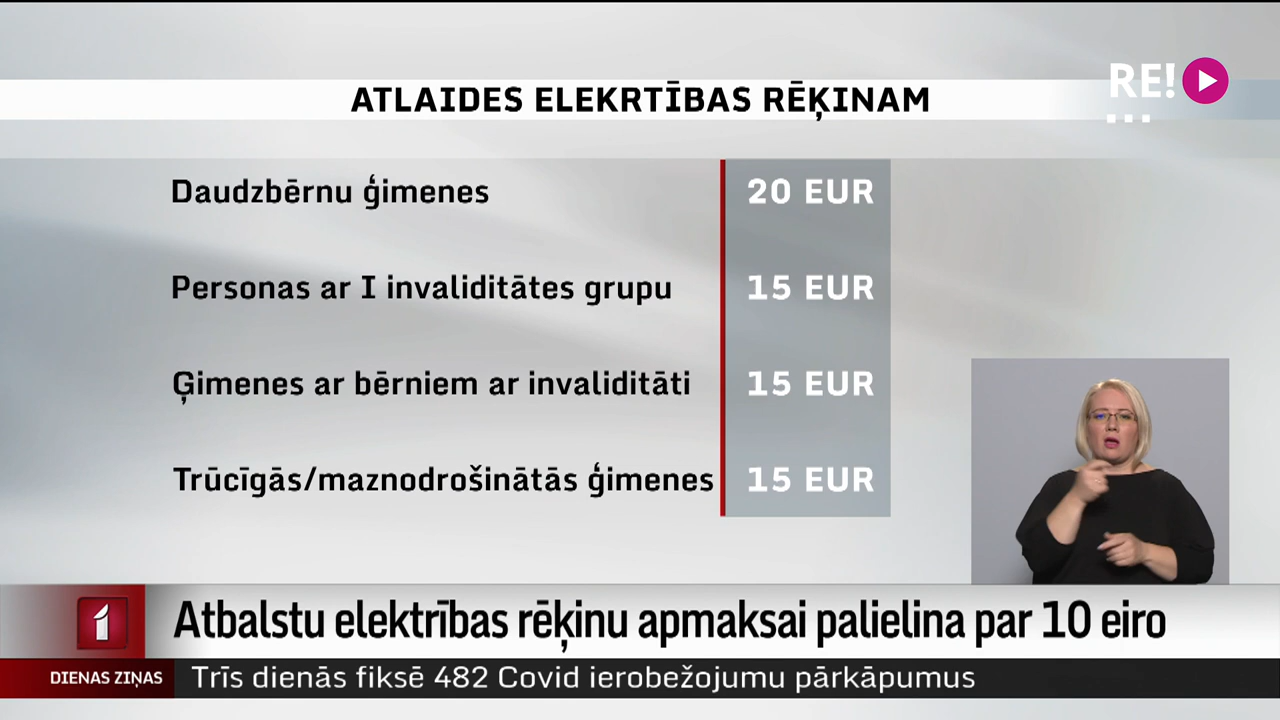 RE!
ATLAIDES ELEKRTĪBAS RĒĶINAM
Daudzbērnu ģimenes 20 EUR
Personas ar I invaliditātes grupu 15 EUR
Ģimenes ar bērniem ar invaliditāti 15 EUR
Trūcīgās/maznodrošinātās ģimenes 15 EUR
1 Atbalstu elektrības rēķinu apmaksai palielina par 10 eiro
DIENAS ZIŅAS Trīs dienās fiksē 482 Covid ierobežojumu pārkāpumus